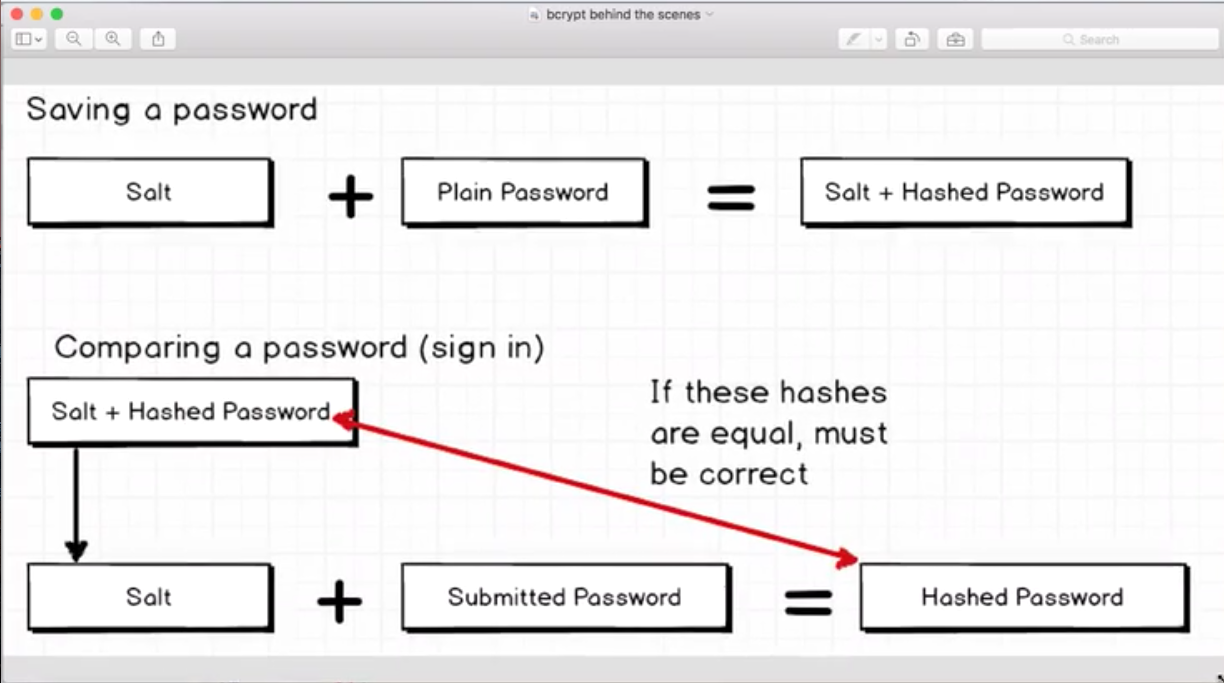 bcrypt behind the scenes
Search
Saving a password
Salt + Plain Password = Salt + Hashed Password
Comparing a password (sign in)
Salt + Hashed Password
If these hashes
are equal, must
be correct
Salt + Submitted Password = Hashed Password